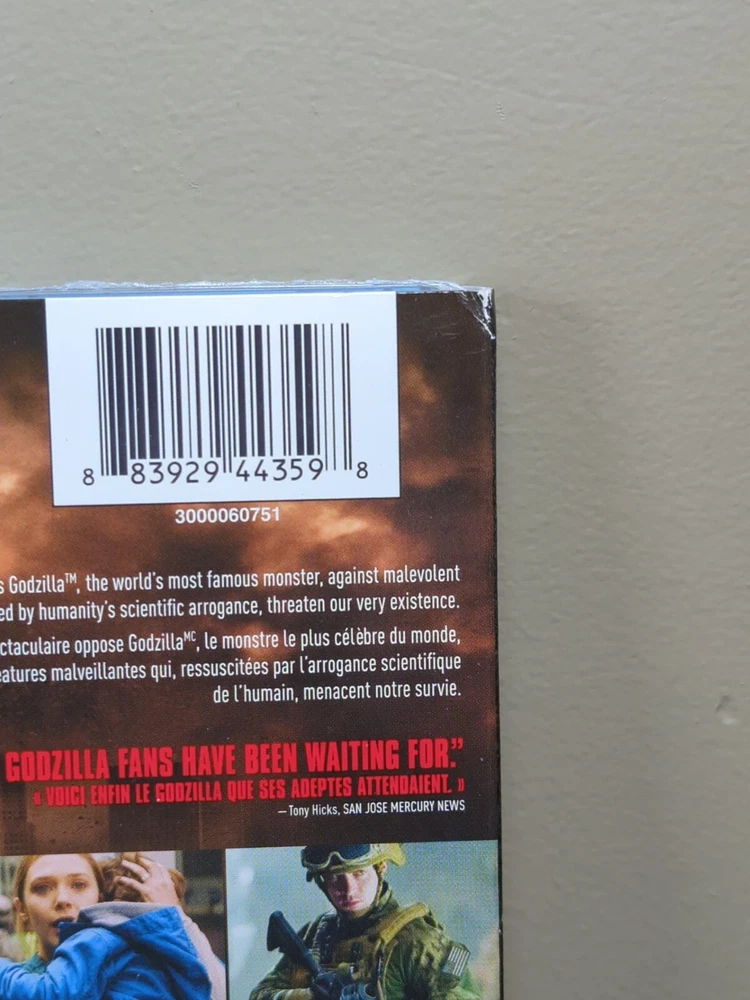 8 83929 44359 8
3000060751
s Godzilla™, the world's most famous monster, against malevolent
ed by humanity's scientific arrogance, threaten our very existence.
ctaculaire oppose Godzillaᴹᶜ, le monstre le plus célèbre du monde,
éatures malveillantes qui, ressuscitées par l'arrogance scientifique
de l'humain, menacent notre survie.
GODZILLA FANS HAVE BEEN WAITING FOR."
« VOICI ENFIN LE GODZILLA QUE SES ADEPTES ATTENDAIENT. »
—Tony Hicks, SAN JOSE MERCURY NEWS